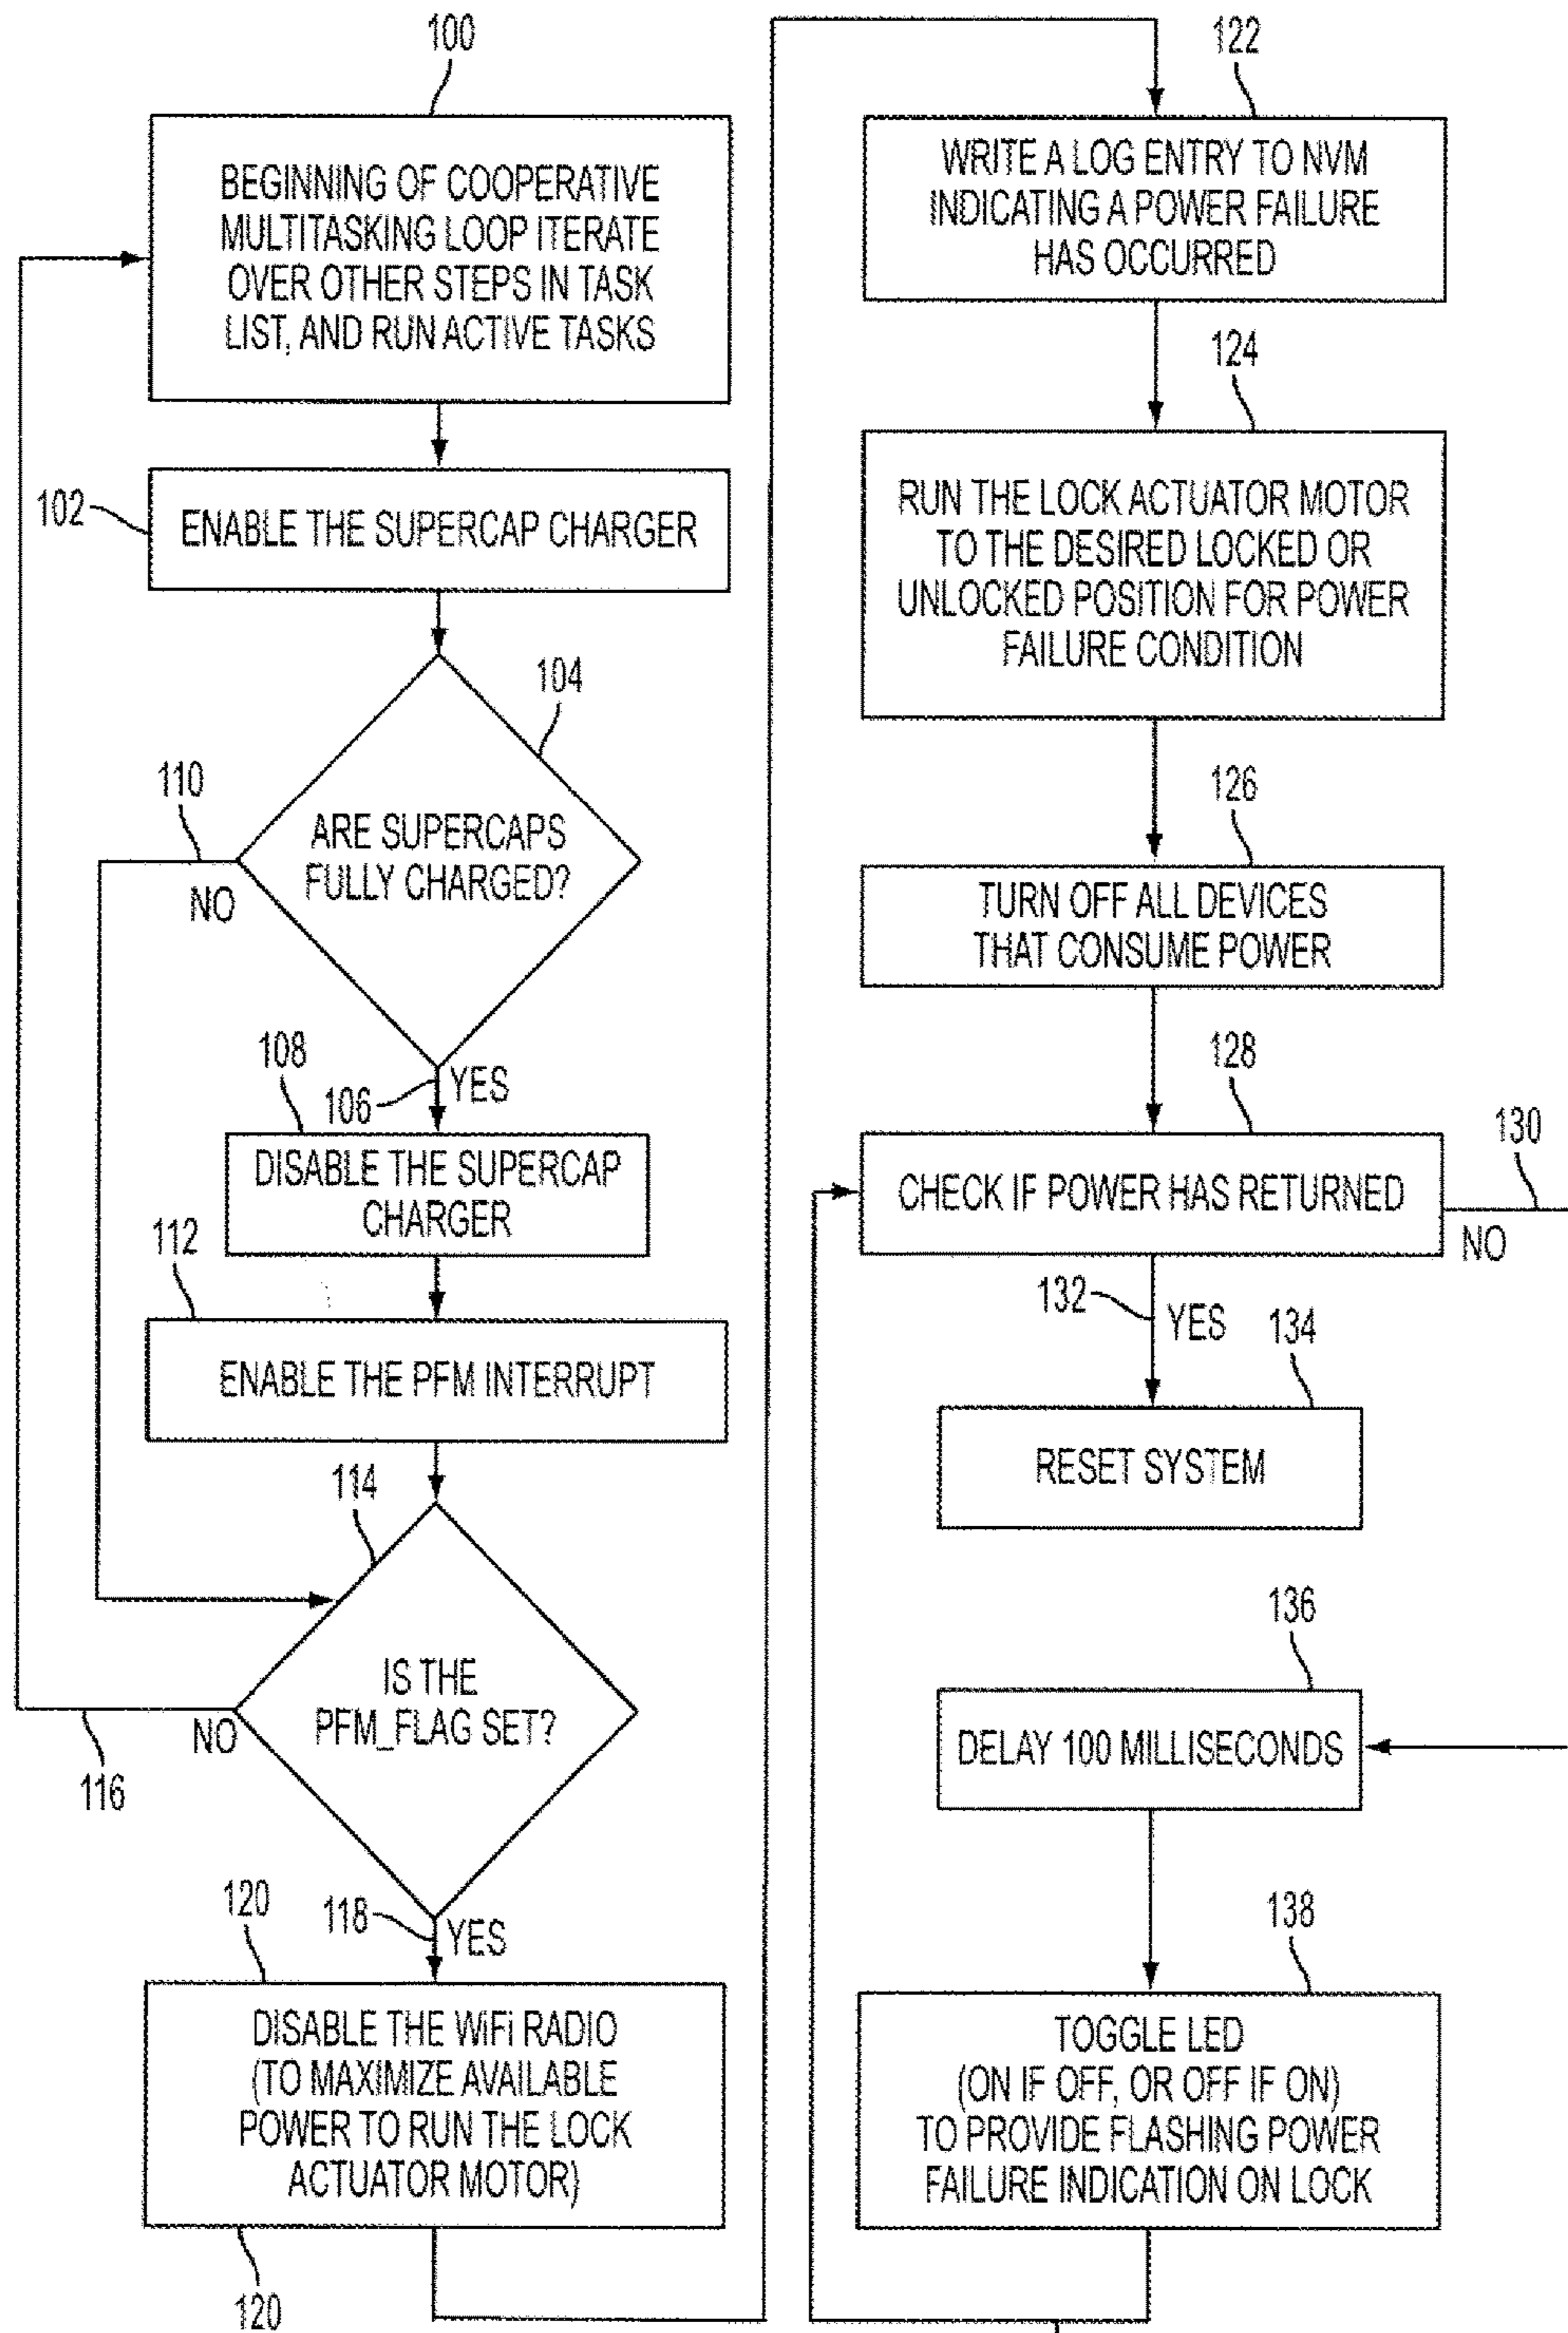 100
BEGINNING OF COOPERATIVE
MULTITASKING LOOP ITERATE
OVER OTHER STEPS IN TASK
LIST, AND RUN ACTIVE TASKS
102
ENABLE THE SUPERCAP CHARGER
104
110
ARE SUPERCAPS
FULLY CHARGED?
NO
108
106
YES
DISABLE THE SUPERCAP
CHARGER
112
ENABLE THE PFM INTERRUPT
114
IS THE
PFM_FLAG SET?
NO
116
120
118
YES
DISABLE THE WiFi RADIO
(TO MAXIMIZE AVAILABLE
POWER TO RUN THE LOCK
ACTUATOR MOTOR)
120
122
WRITE A LOG ENTRY TO NVM
INDICATING A POWER FAILURE
HAS OCCURRED
124
RUN THE LOCK ACTUATOR MOTOR
TO THE DESIRED LOCKED OR
UNLOCKED POSITION FOR POWER
FAILURE CONDITION
126
TURN OFF ALL DEVICES
THAT CONSUME POWER
128
130
CHECK IF POWER HAS RETURNED
NO
132
YES
134
RESET SYSTEM
136
DELAY 100 MILLISECONDS
138
TOGGLE LED
(ON IF OFF, OR OFF IF ON)
TO PROVIDE FLASHING POWER
FAILURE INDICATION ON LOCK